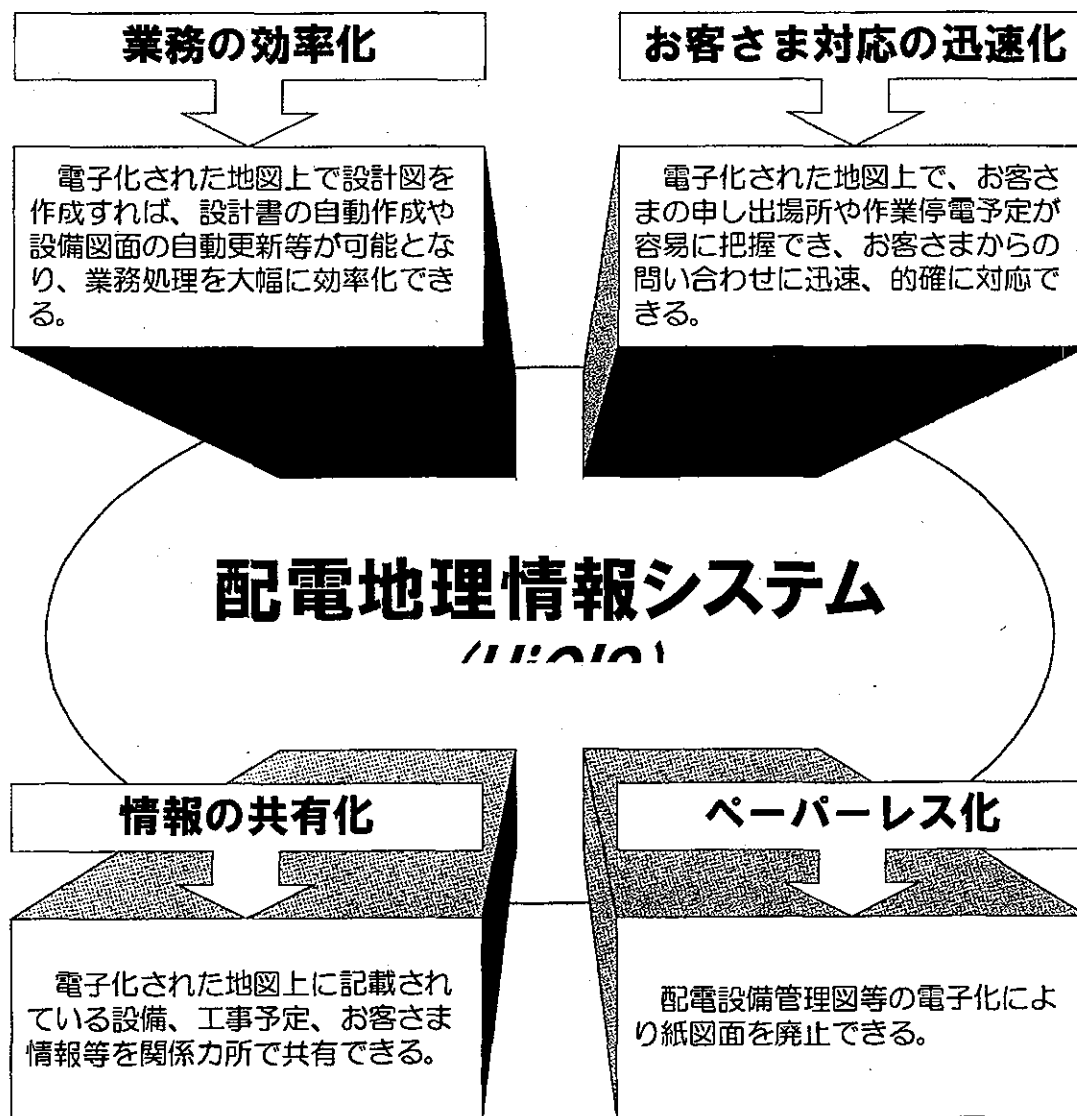 業務の効率化
電子化された地図上で設計図を
作成すれば、設計書の自動作成や
設備図面の自動更新等が可能とな
り、業務処理を大幅に効率化でき
る。
お客さま対応の迅速化
電子化された地図上で、お客さ
まの申し出場所や作業停電予定が
容易に把握でき、お客さまからの
問い合わせに迅速、的確に対応で
きる。
配電地理情報システム
情報の共有化
電子化された地図上に記載され
ている設備、工事予定、お客さま
情報等を関係カ所で共有できる。
ペーパーレス化
配電設備管理図等の電子化によ
り紙図面を廃止できる。